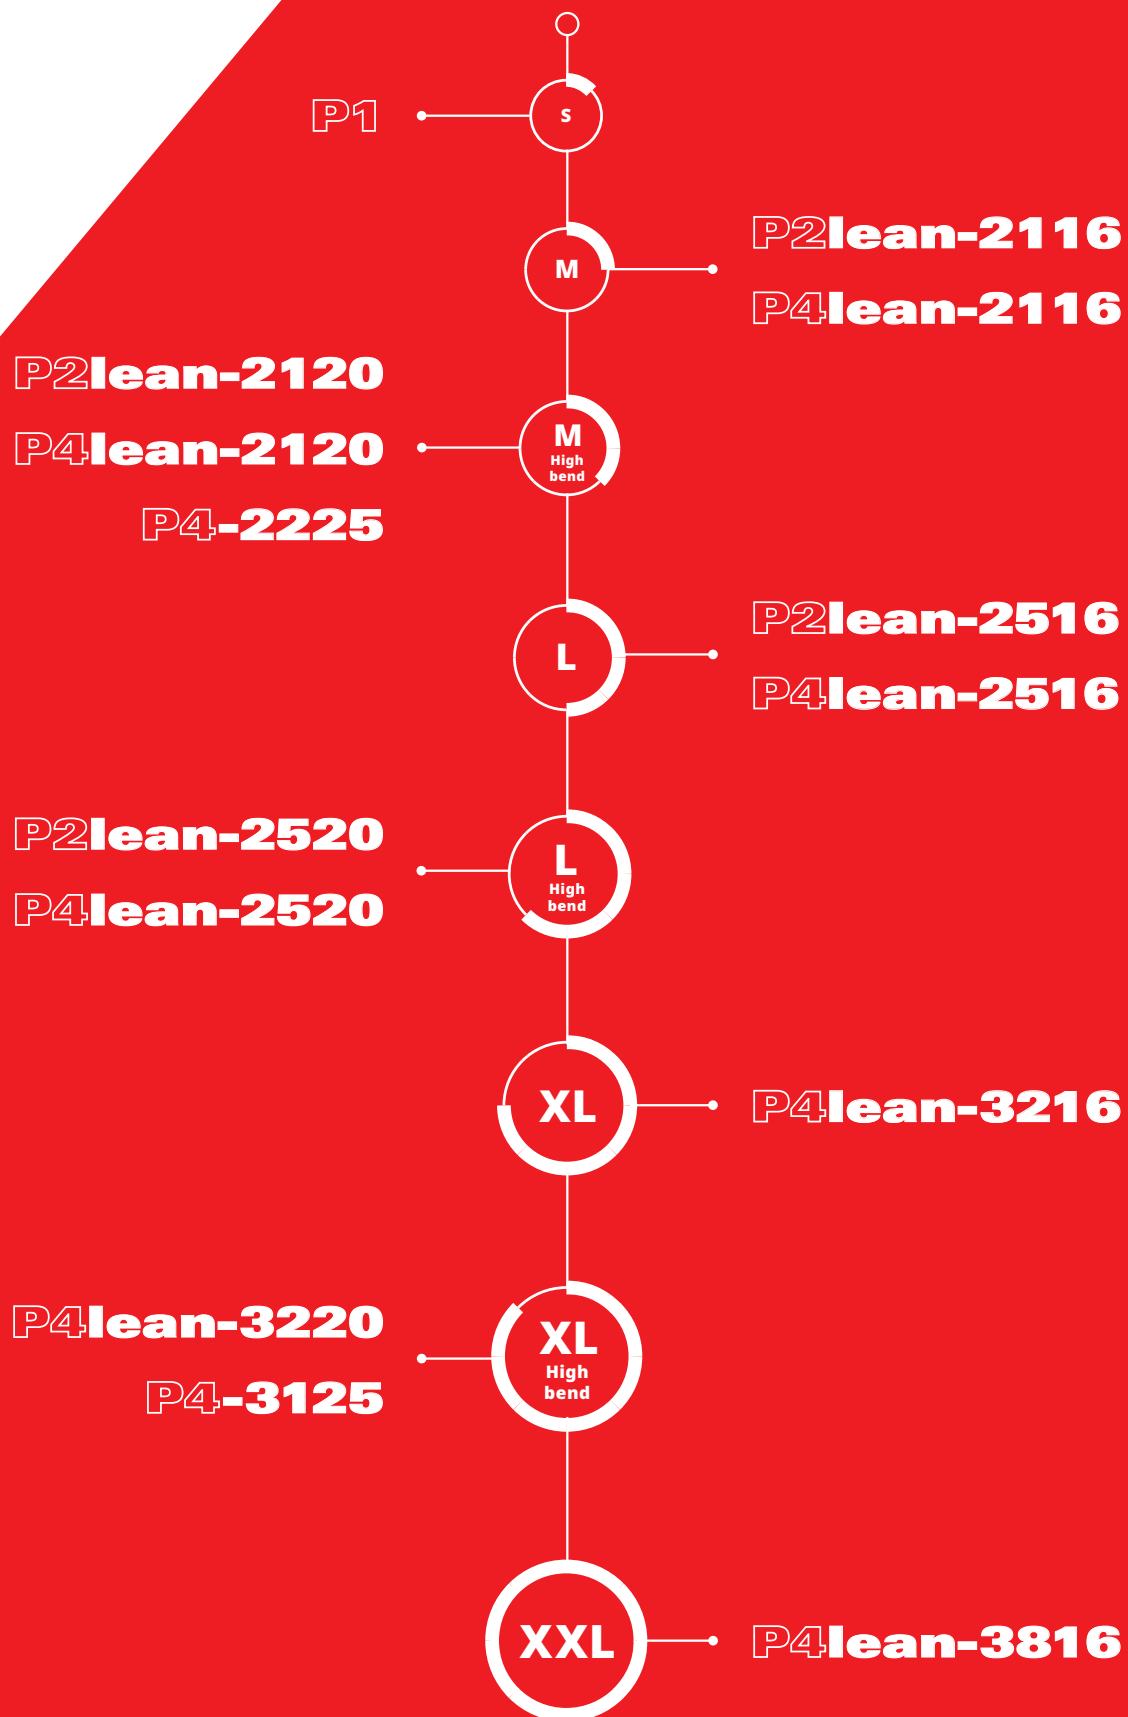 P1
S
M
P2lean-2116
P4lean-2116
P2lean-2120
P4lean-2120
P4-2225
M
High
bend
L
P2lean-2516
P4lean-2516
P2lean-2520
P4lean-2520
L
High
bend
XL
P4lean-3216
P4lean-3220
P4-3125
XL
High
bend
XXL
P4lean-3816